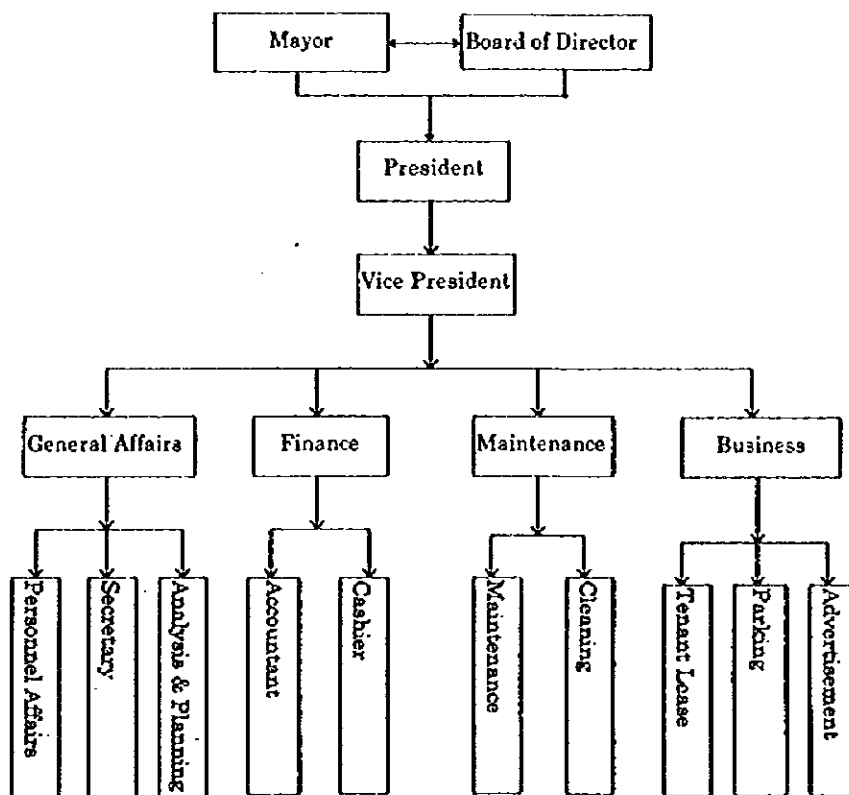 Mayor
Board of Director
President
Vice President
General Affairs
Finance
Maintenance
Business
Personnel Affairs
Secretary
Analysis & Planning
Accountant
Cashier
Maintenance
Cleaning
Tenant Lease
Parking
Advertisement